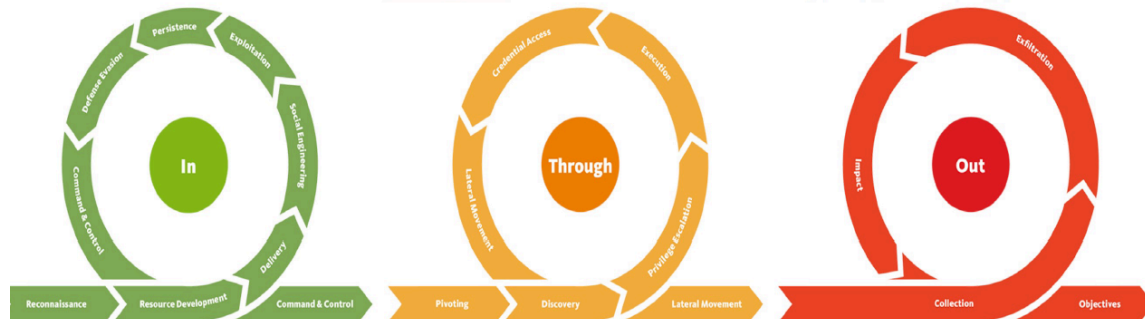 In
Reconnaissance
Resource Development
Delivery
Social Engineering
Exploitation
Persistence
Defense Evasion
Command & Control
Command & Control
Through
Pivoting
Discovery
Privilege Escalation
Execution
Credential Access
Lateral Movement
Lateral Movement
Out
Collection
Exfiltration
Impact
Objectives